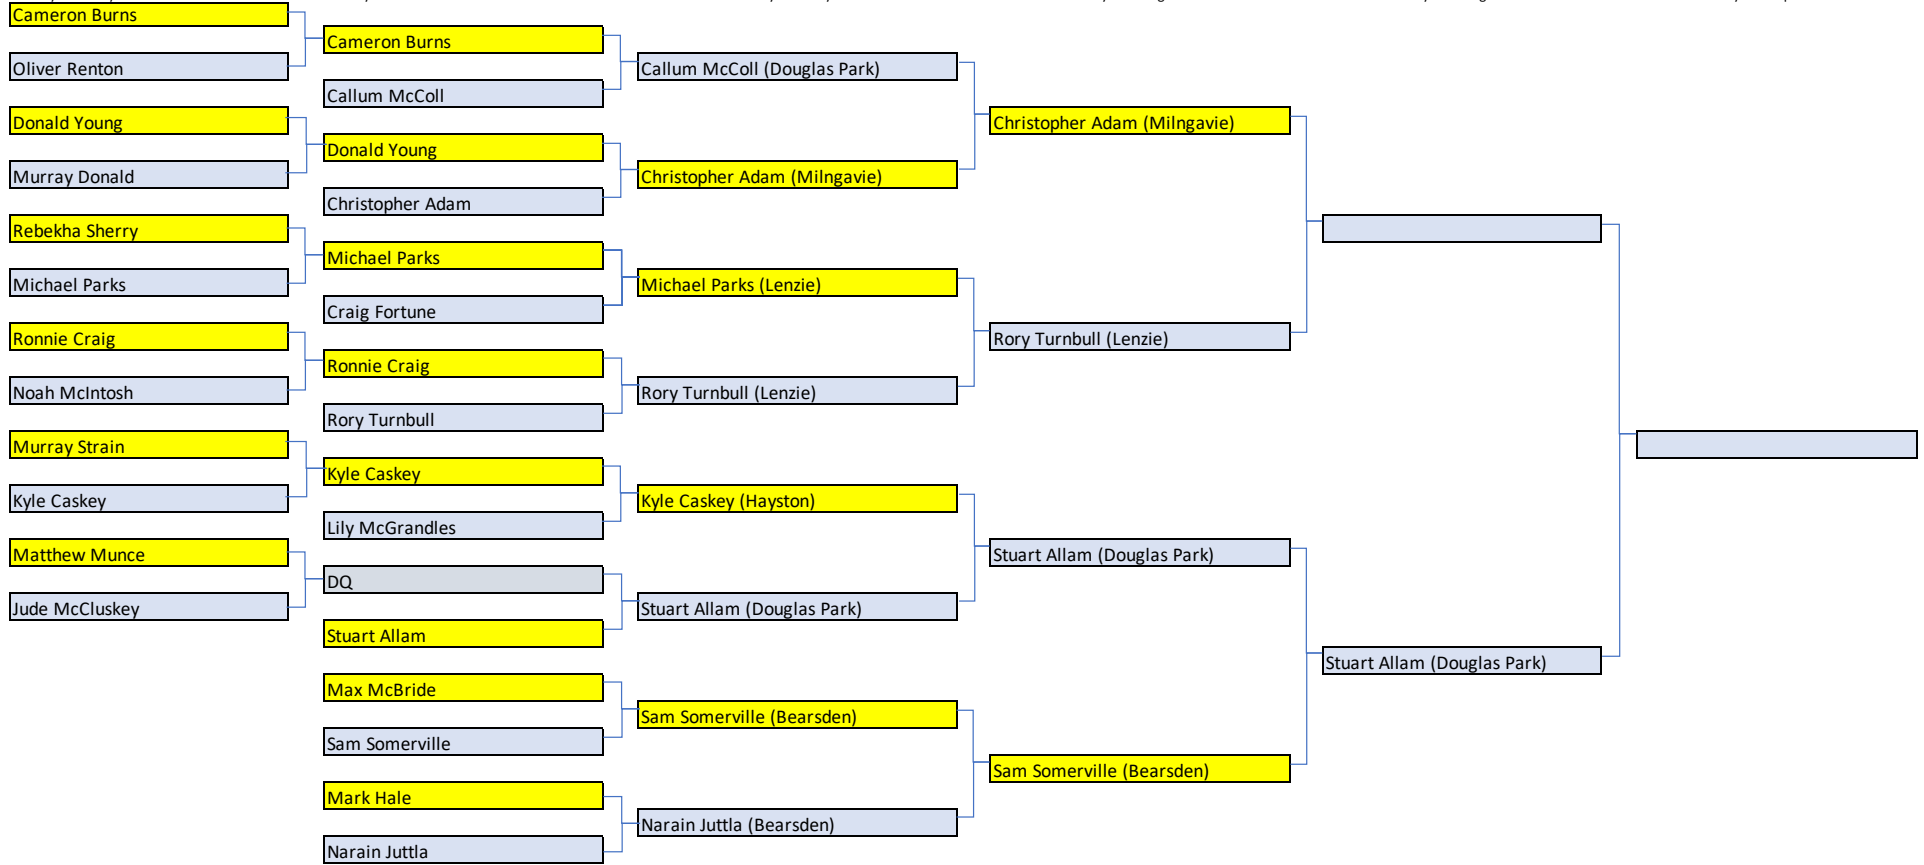 Cameron Burns
Oliver Renton
Donald Young
Murray Donald
Rebekha Sherry
Michael Parks
Ronnie Craig
Noah McIntosh
Murray Strain
Kyle Caskey
Matthew Munce
Jude McCluskey
Cameron Burns
Callum McColl
Donald Young
Christopher Adam
Michael Parks
Craig Fortune
Ronnie Craig
Rory Turnbull
Kyle Caskey
Lily McGrandles
DQ
Stuart Allam
Max McBride
Sam Somerville
Mark Hale
Narain Juttla
Callum McColl (Douglas Park)
Christopher Adam (Milngavie)
Michael Parks (Lenzie)
Rory Turnbull (Lenzie)
Kyle Caskey (Hayston)
Stuart Allam (Douglas Park)
Sam Somerville (Bearsden)
Narain Juttla (Bearsden)
Christopher Adam (Milngavie)
Rory Turnbull (Lenzie)
Stuart Allam (Douglas Park)
Sam Somerville (Bearsden)
Stuart Allam (Douglas Park)